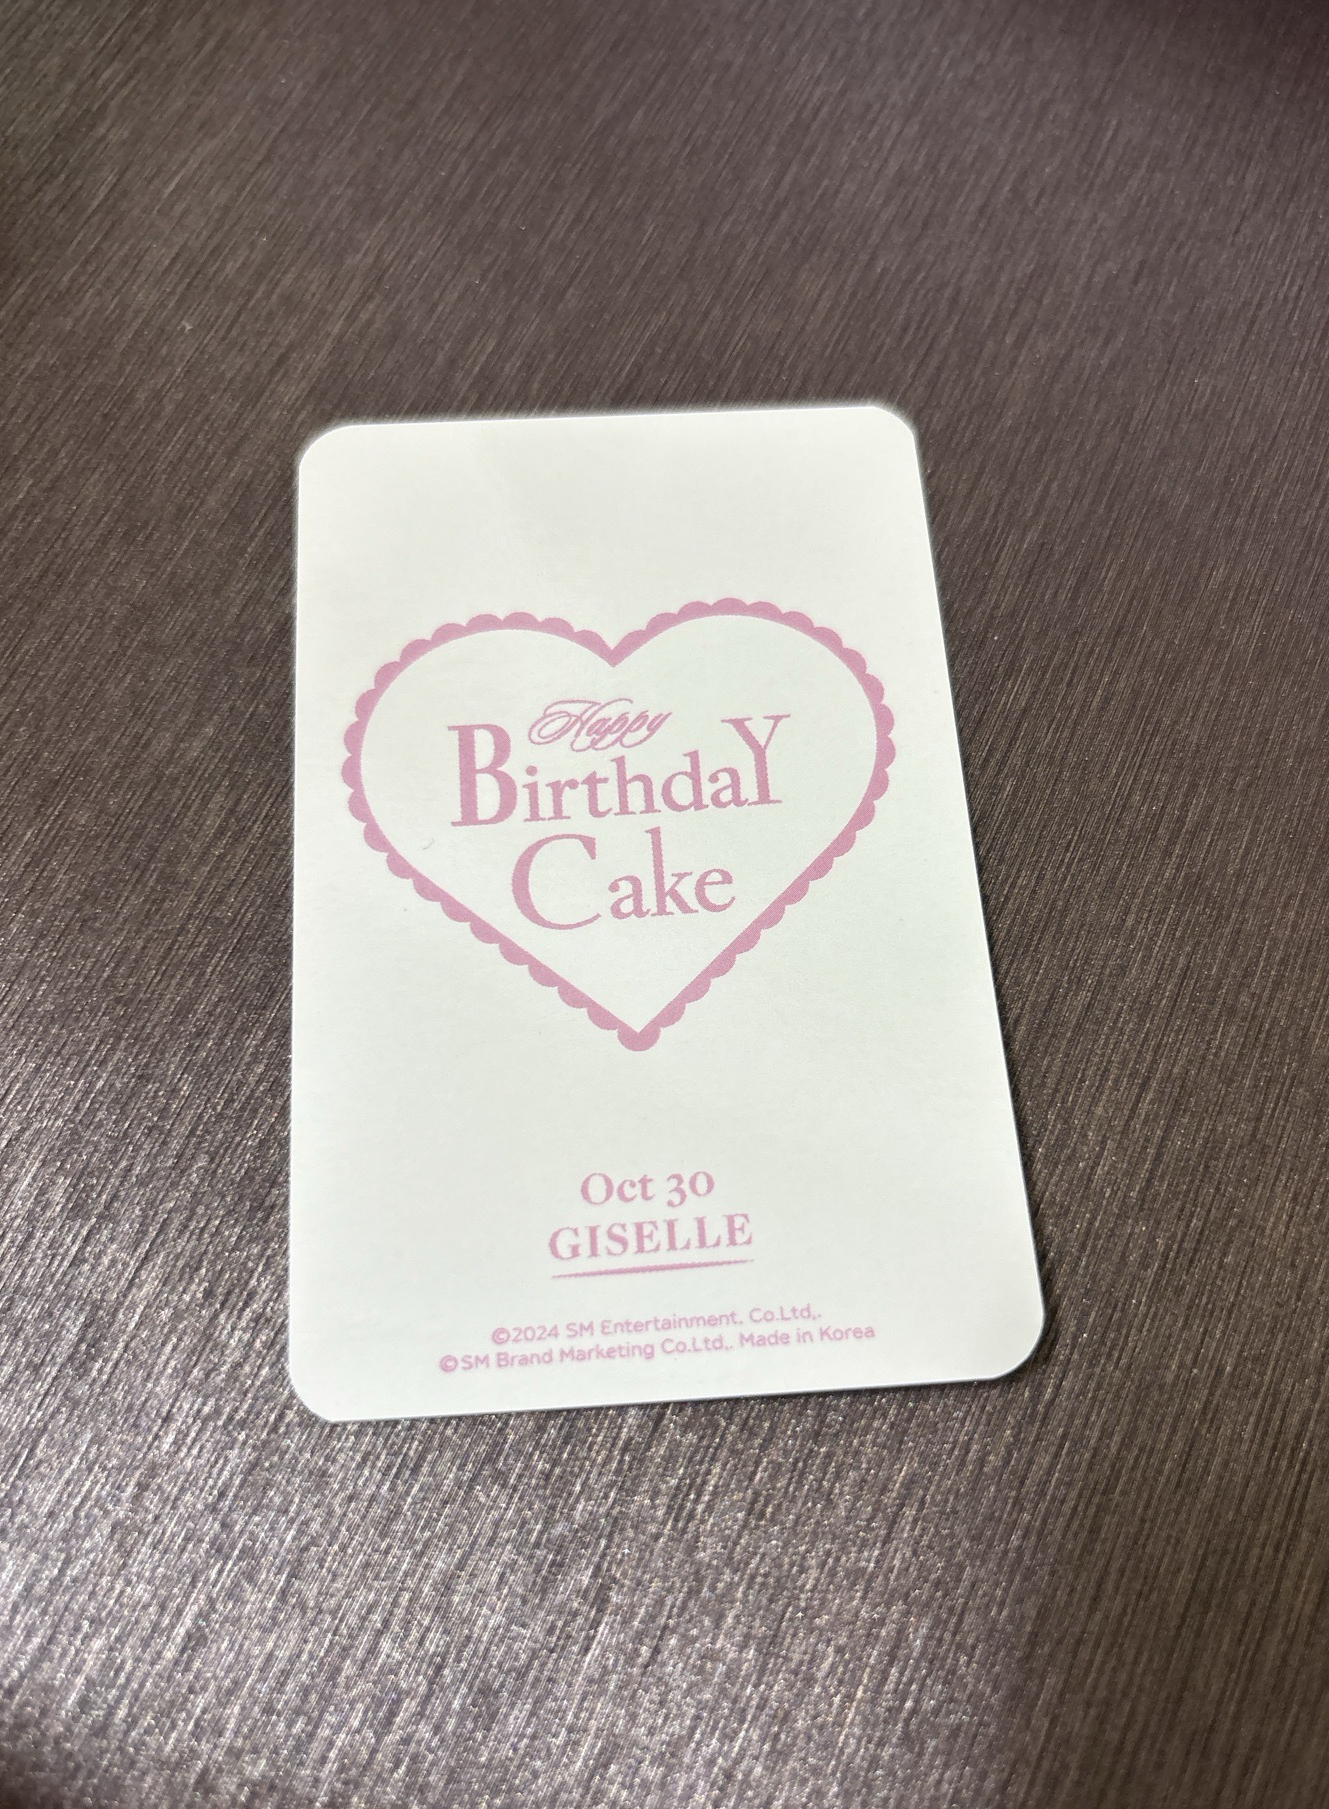 Happy
BirthdaY
Cake
Oct 30
GISELLE
©2024 SM Entertainment. Co.Ltd,.
©SM Brand Marketing Co.Ltd,. Made in Korea